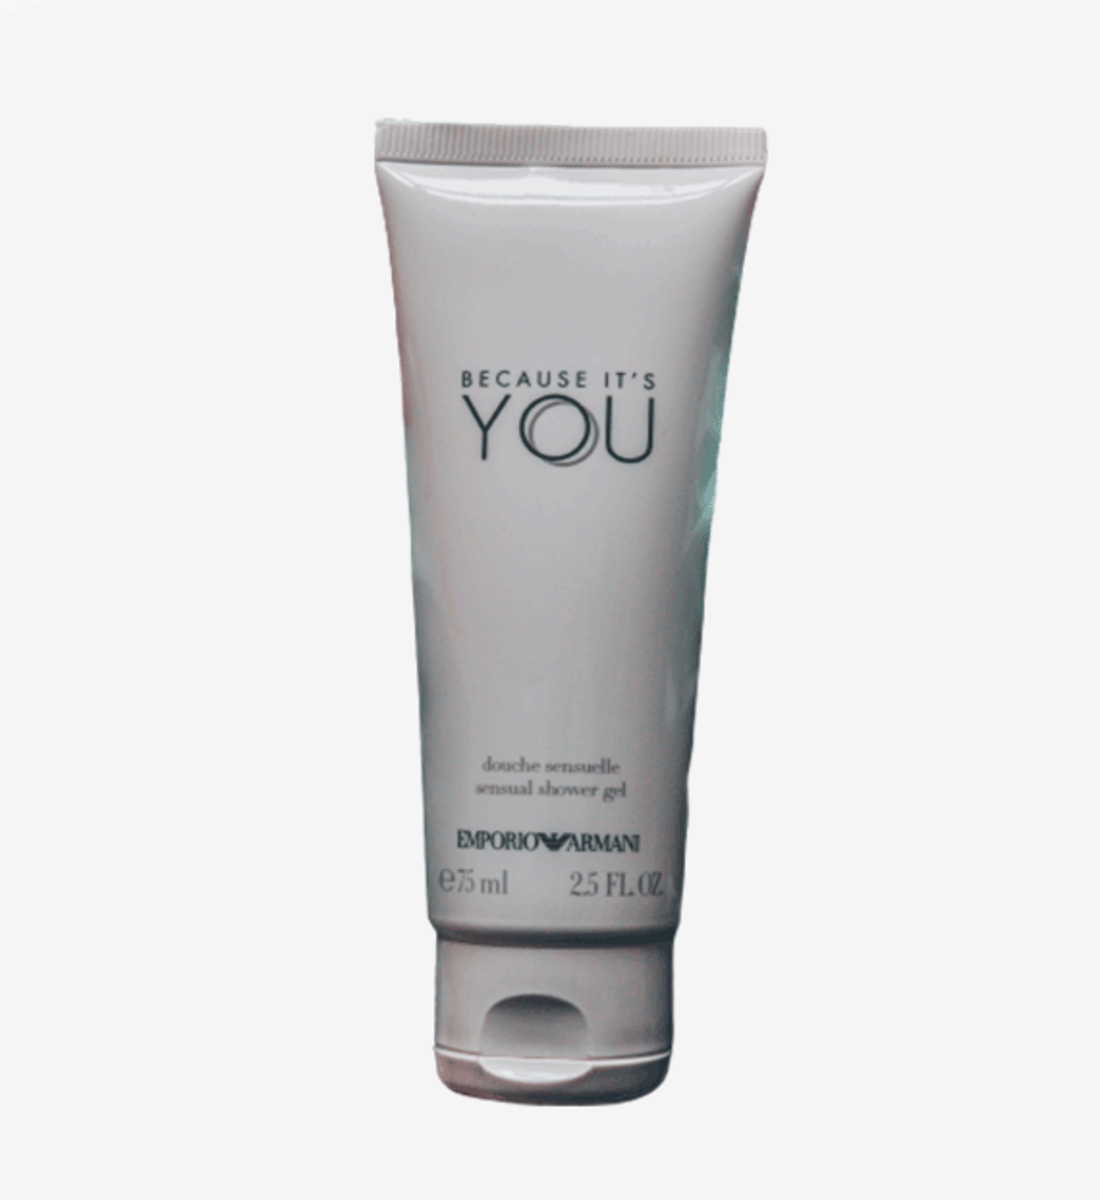 BECAUSE IT'S
YOU
douche sensuelle
sensual shower gel
EMPORIO ARMANI
℮75 ml 2.5 FL. OZ.